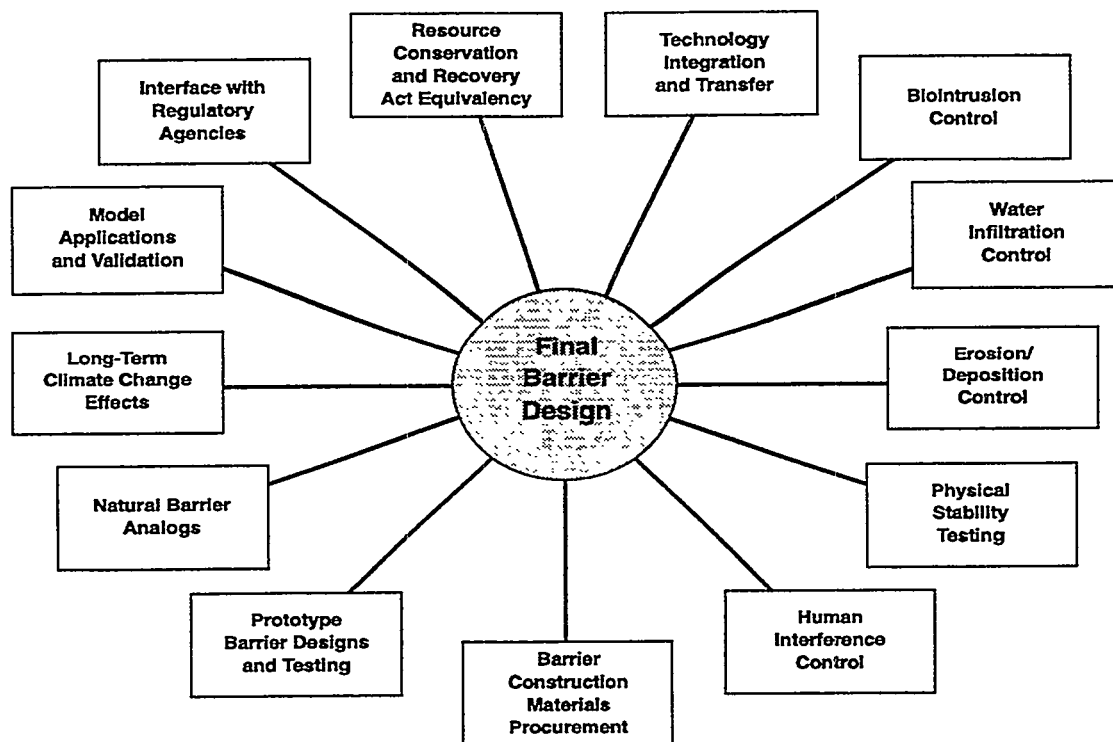 Resource
Conservation
and Recovery
Act Equivalency
Technology
Integration
and Transfer
Interface with
Regulatory
Agencies
Biointrusion
Control
Model
Applications
and Validation
Water
Infiltration
Control
Final
Barrier
Design
Long-Term
Climate Change
Effects
Erosion/
Deposition
Control
Natural Barrier
Analogs
Physical
Stability
Testing
Prototype
Barrier Designs
and Testing
Human
Interference
Control
Barrier
Construction
Materials
Procurement